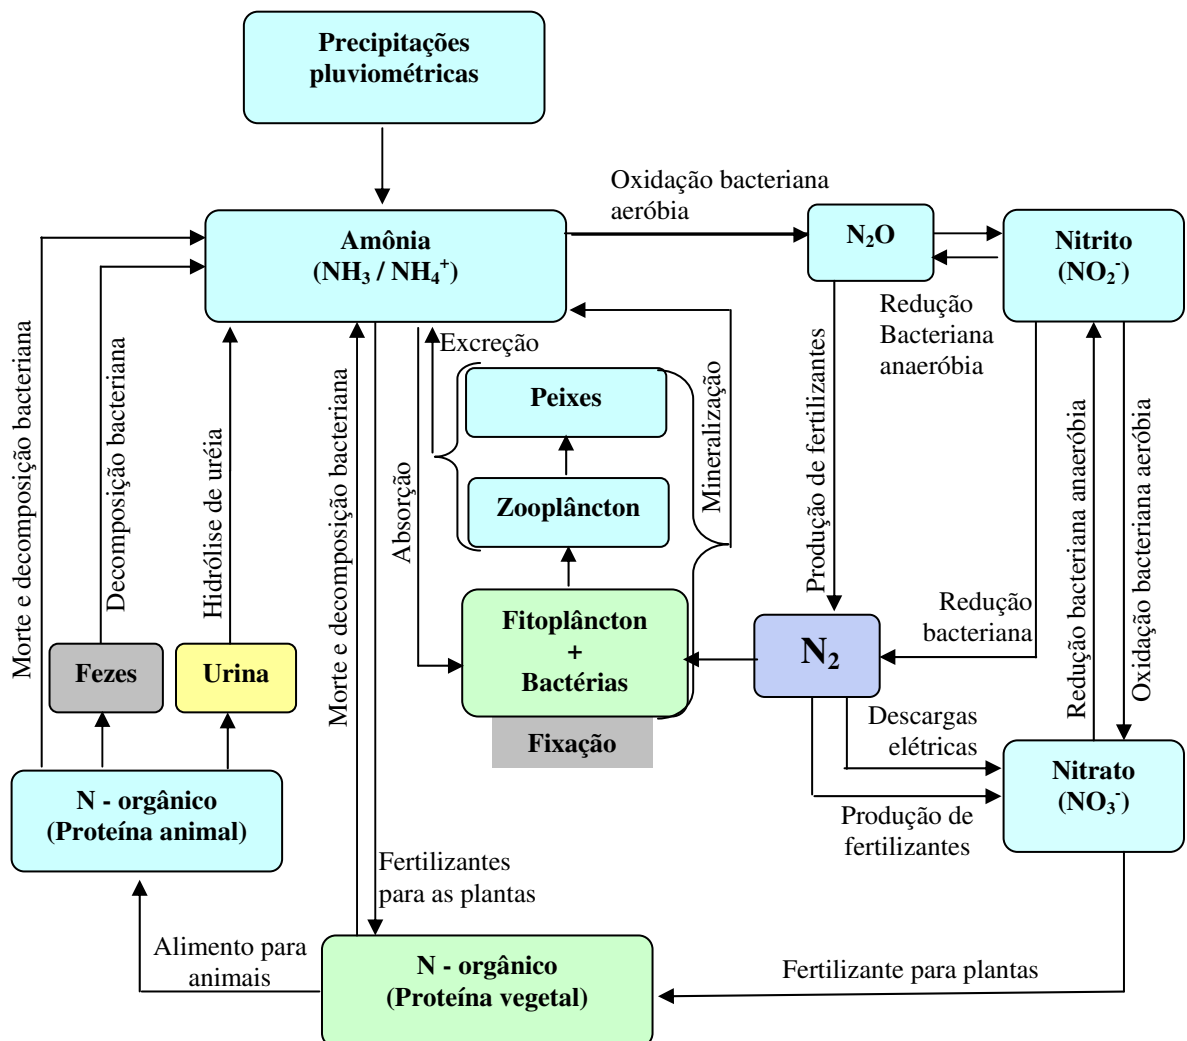 Precipitações
pluviométricas
Oxidação bacteriana
aeróbia
Amônia
(NH₃ / NH₄⁺)
N₂O
Nitrito
(NO₂⁻)
Redução
Bacteriana
anaeróbia
Excreção
Peixes
Zooplâncton
Fitoplâncton
+
Bactérias
Fixação
Mineralização
Absorção
Morte e decomposição bacteriana
Decomposição bacteriana
Hidrólise de uréia
Morte e decomposição bacteriana
Produção de fertilizantes
Redução bacteriana anaeróbia
Oxidação bacteriana aeróbia
Redução
bacteriana
N₂
Fezes
Urina
Descargas
elétricas
Nitrato
(NO₃⁻)
Produção de
fertilizantes
N - orgânico
(Proteína animal)
Fertilizantes
para as plantas
Alimento para
animais
N - orgânico
(Proteína vegetal)
Fertilizante para plantas